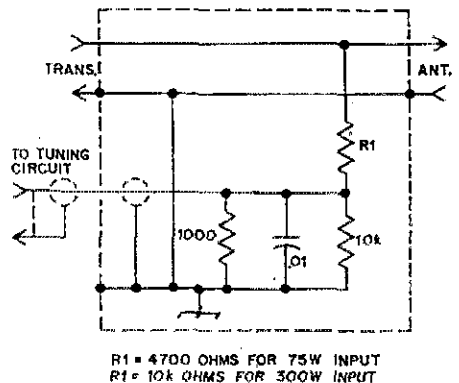 TRANS.
ANT.
R1
TO TUNING
CIRCUIT
1000
.01
10k
R1 = 4700 OHMS FOR 75W INPUT
R1 = 10k OHMS FOR 300W INPUT